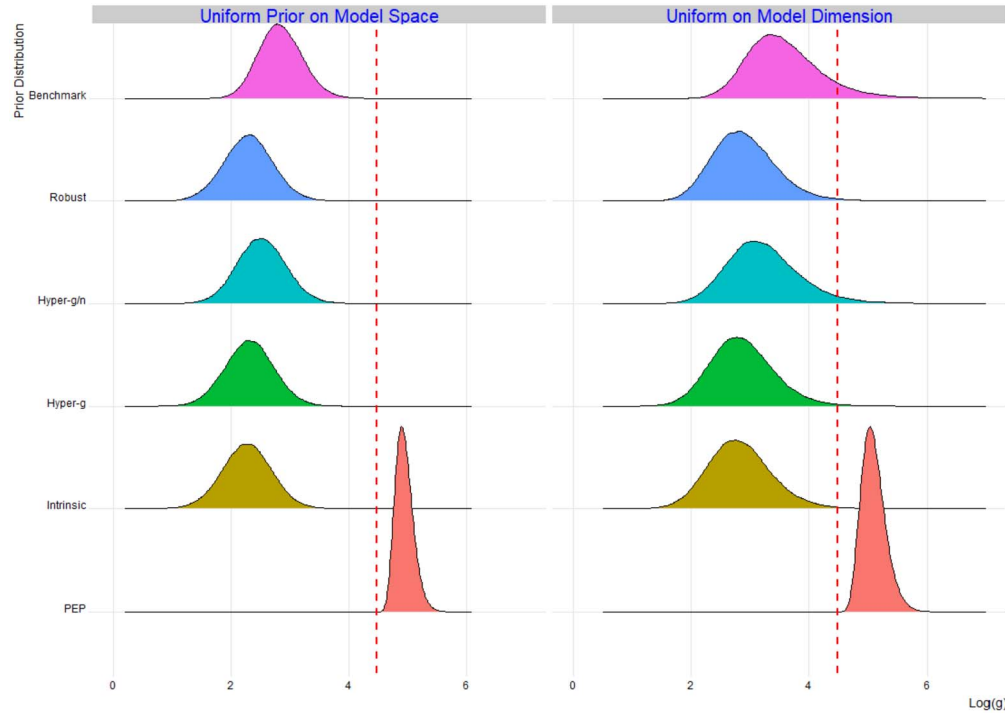 Uniform Prior on Model Space
Uniform on Model Dimension
Prior Distribution
Benchmark
Robust
Hyper-g/n
Hyper-g
Intrinsic
PEP
0 2 4 6
0 2 4 6
Log(g)